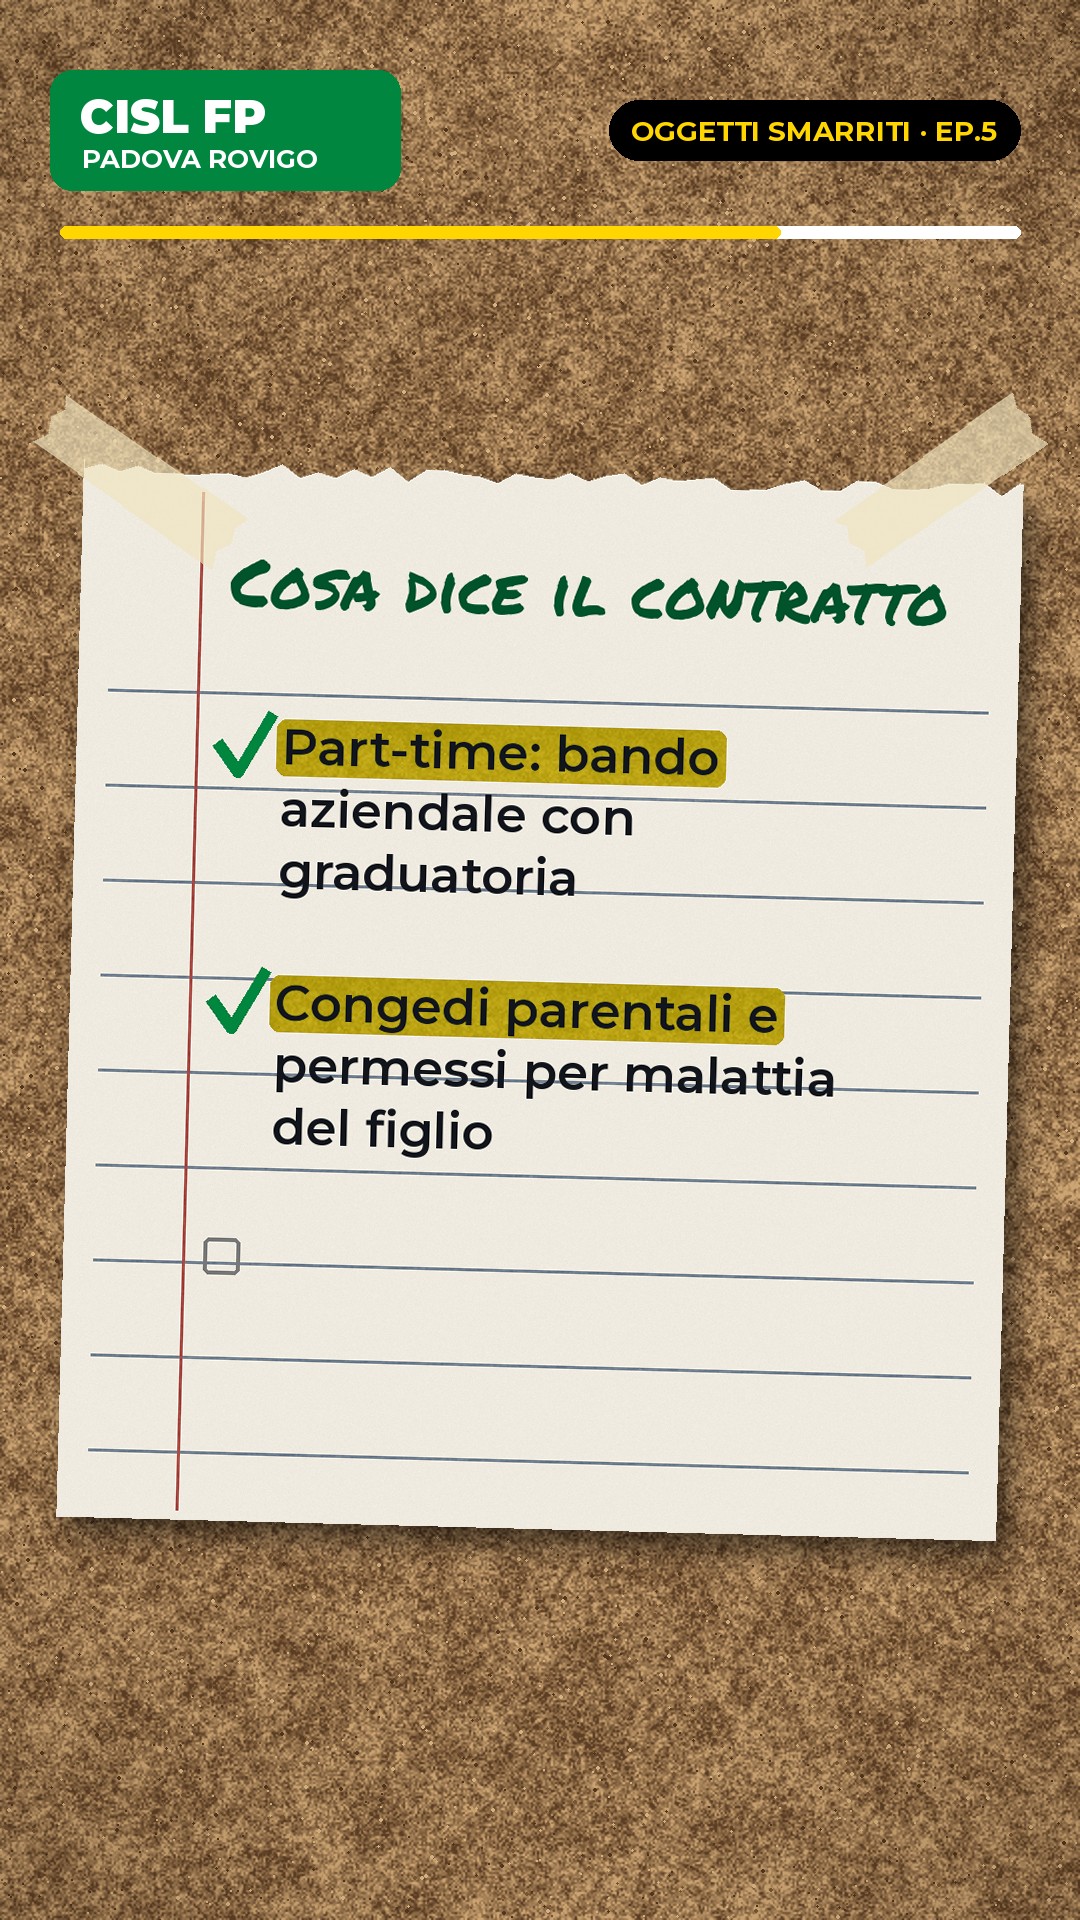 CISL FP
PADOVA ROVIGO
OGGETTI SMARRITI · EP.5
COSA DICE IL CONTRATTO
Part-time: bando
aziendale con
graduatoria
Congedi parentali e
permessi per malattia
del figlio